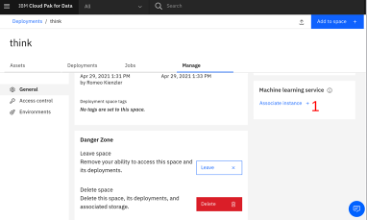 IBM Cloud Pak for Data
All
Search
Deployments / think
Add to space +
think
Assets
Deployments
Jobs
Manage
General
Access control
Environments
Apr 29, 2021 1:31 PM
Apr 29, 2021 1:33 PM
by Romeo Kienzler
Deployment space tags
No tags are set in this space.
Machine learning service
Associate instance +
1
Danger Zone
Leave space
Remove your ability to access this space and
its deployments.
Leave
Delete space
Delete this space, its deployments, and
associated storage.
Delete